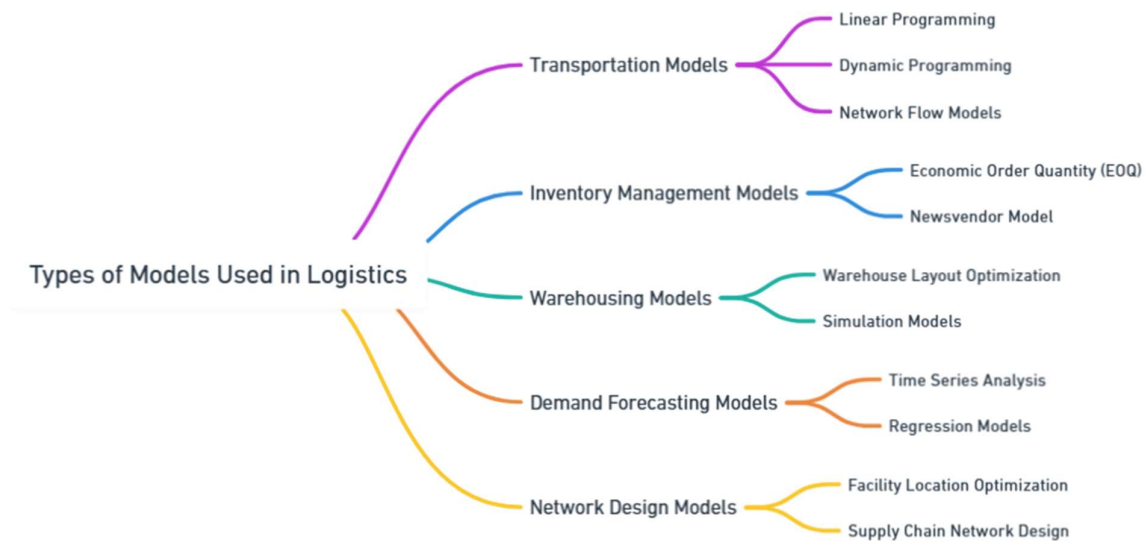 Types of Models Used in Logistics
Transportation Models
Linear Programming
Dynamic Programming
Network Flow Models
Inventory Management Models
Economic Order Quantity (EOQ)
Newsvendor Model
Warehousing Models
Warehouse Layout Optimization
Simulation Models
Demand Forecasting Models
Time Series Analysis
Regression Models
Network Design Models
Facility Location Optimization
Supply Chain Network Design